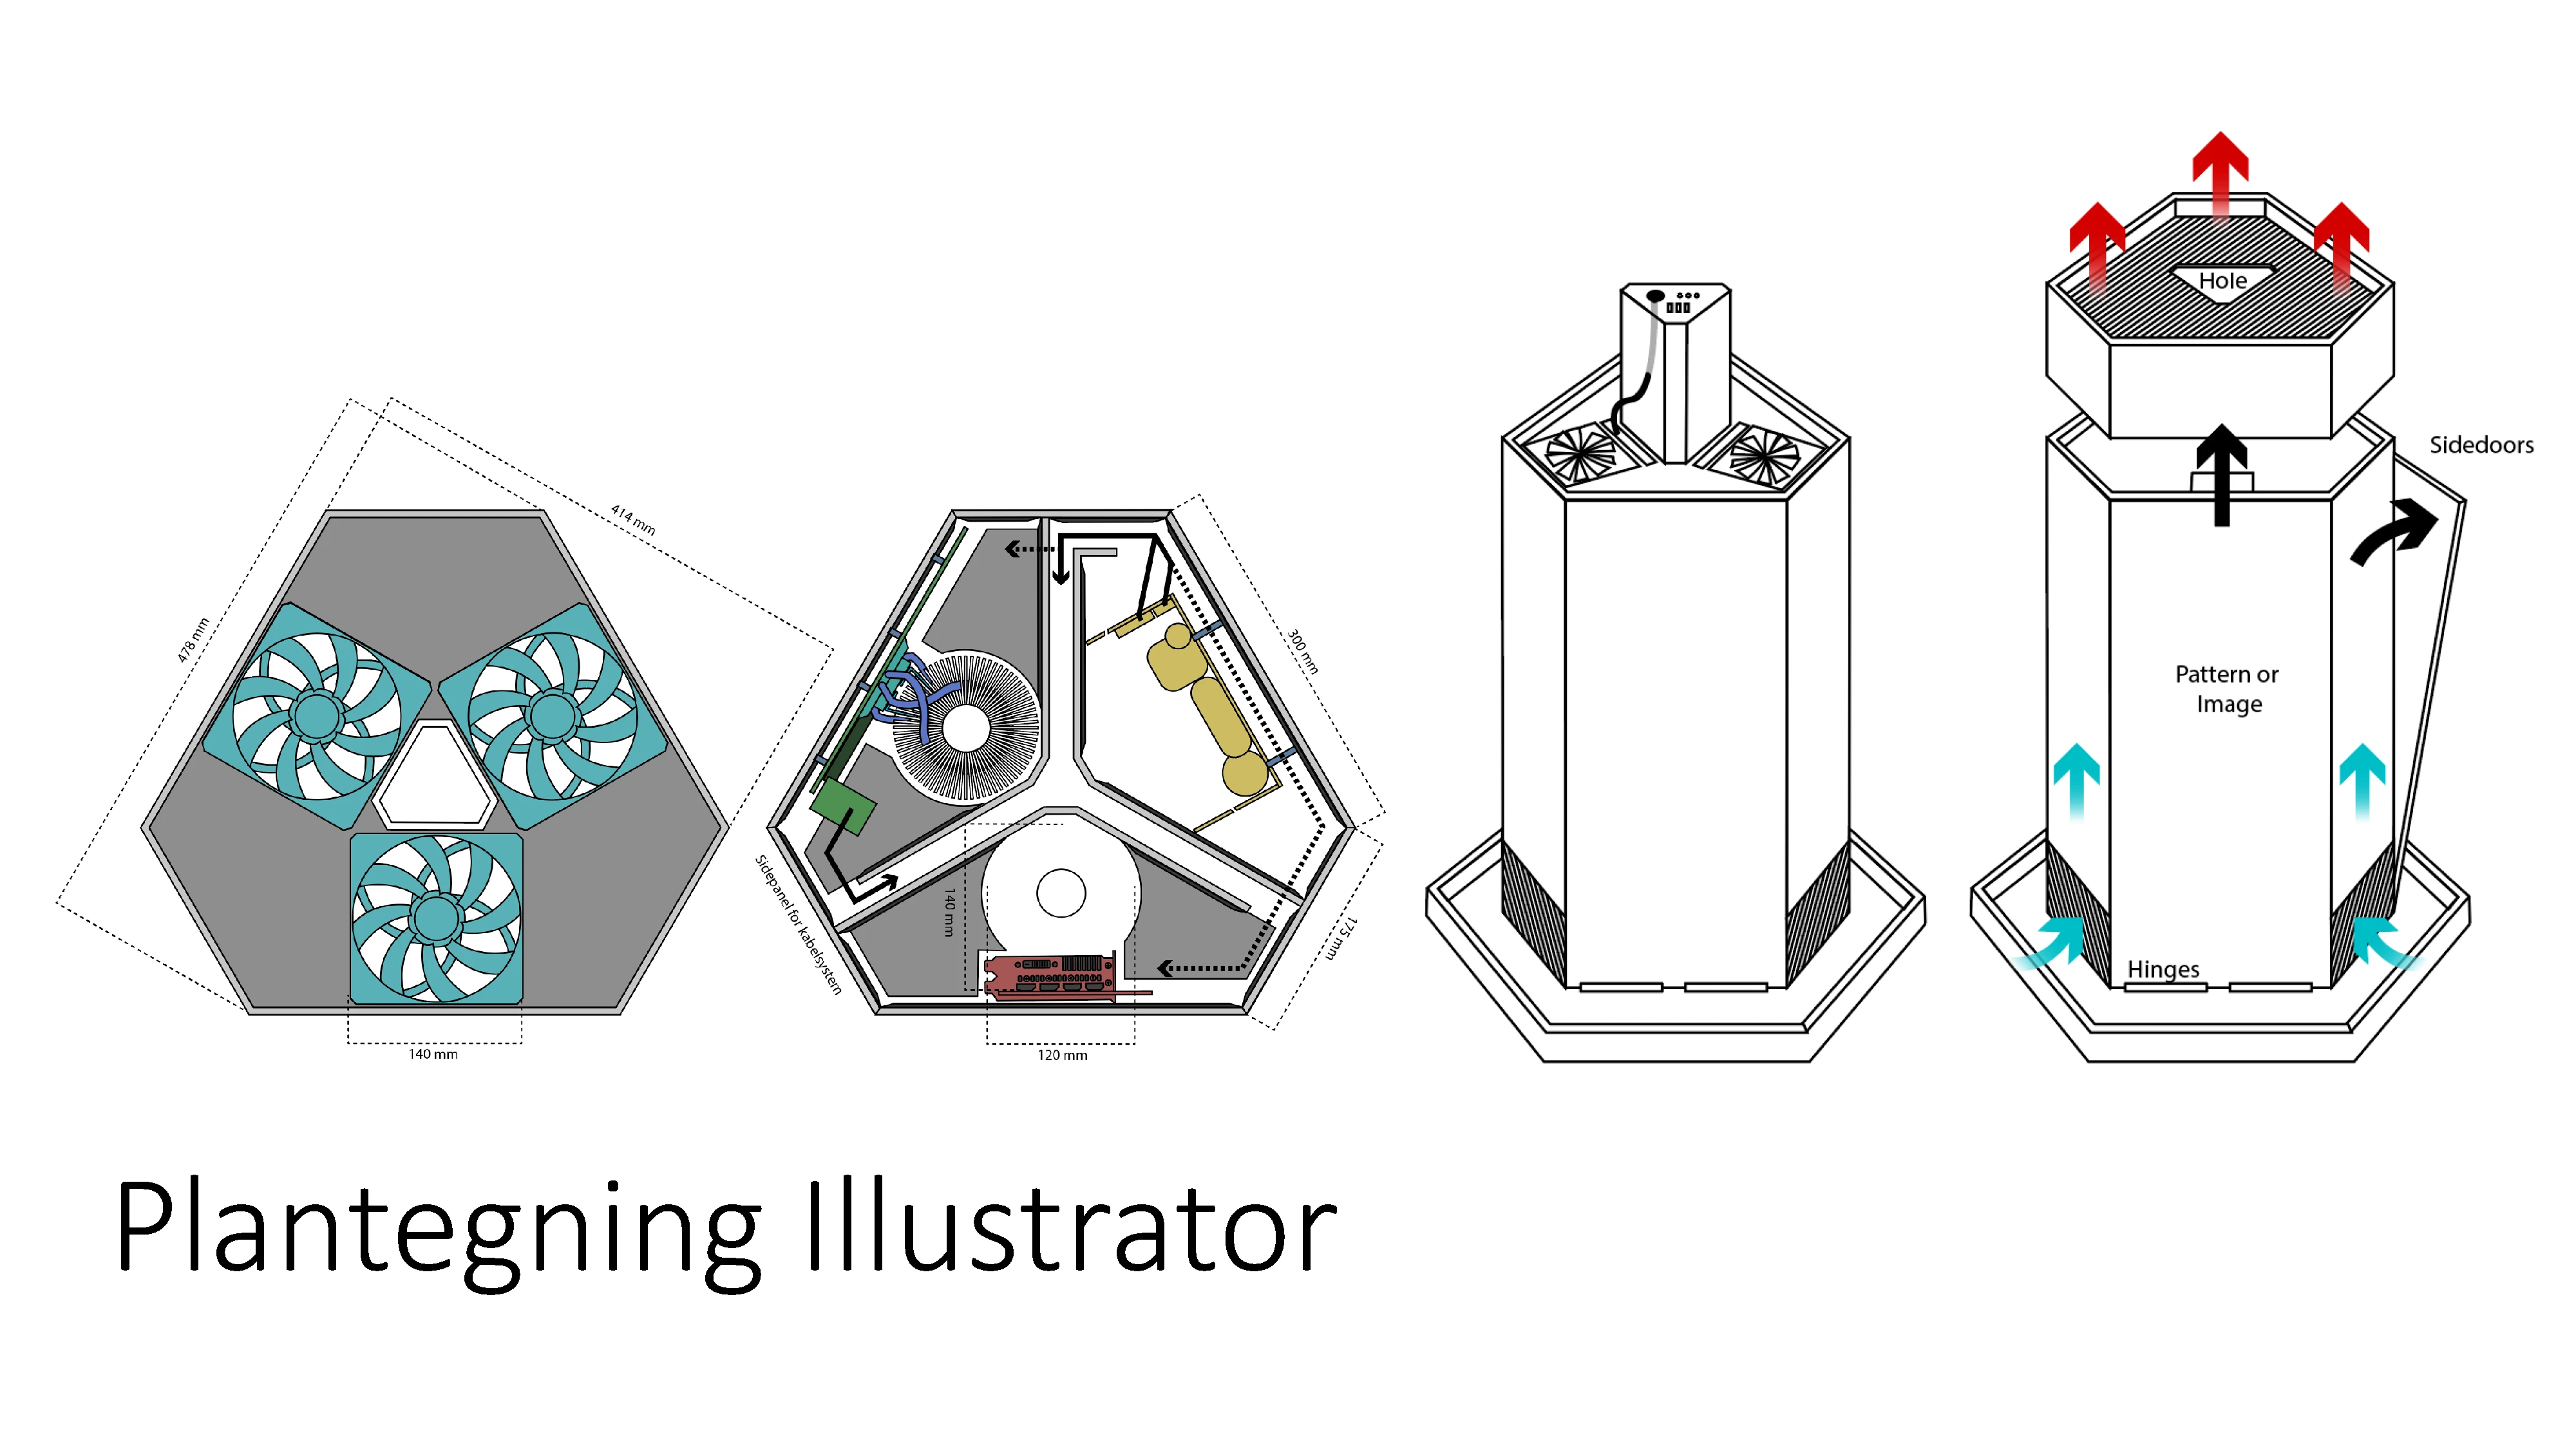 478 mm
414 mm
140 mm
Sidepanel for kabelsystem
140 mm
120 mm
300 mm
175 mm
Hole
Sidedoors
Pattern or
Image
Hinges
Plantegning Illustrator